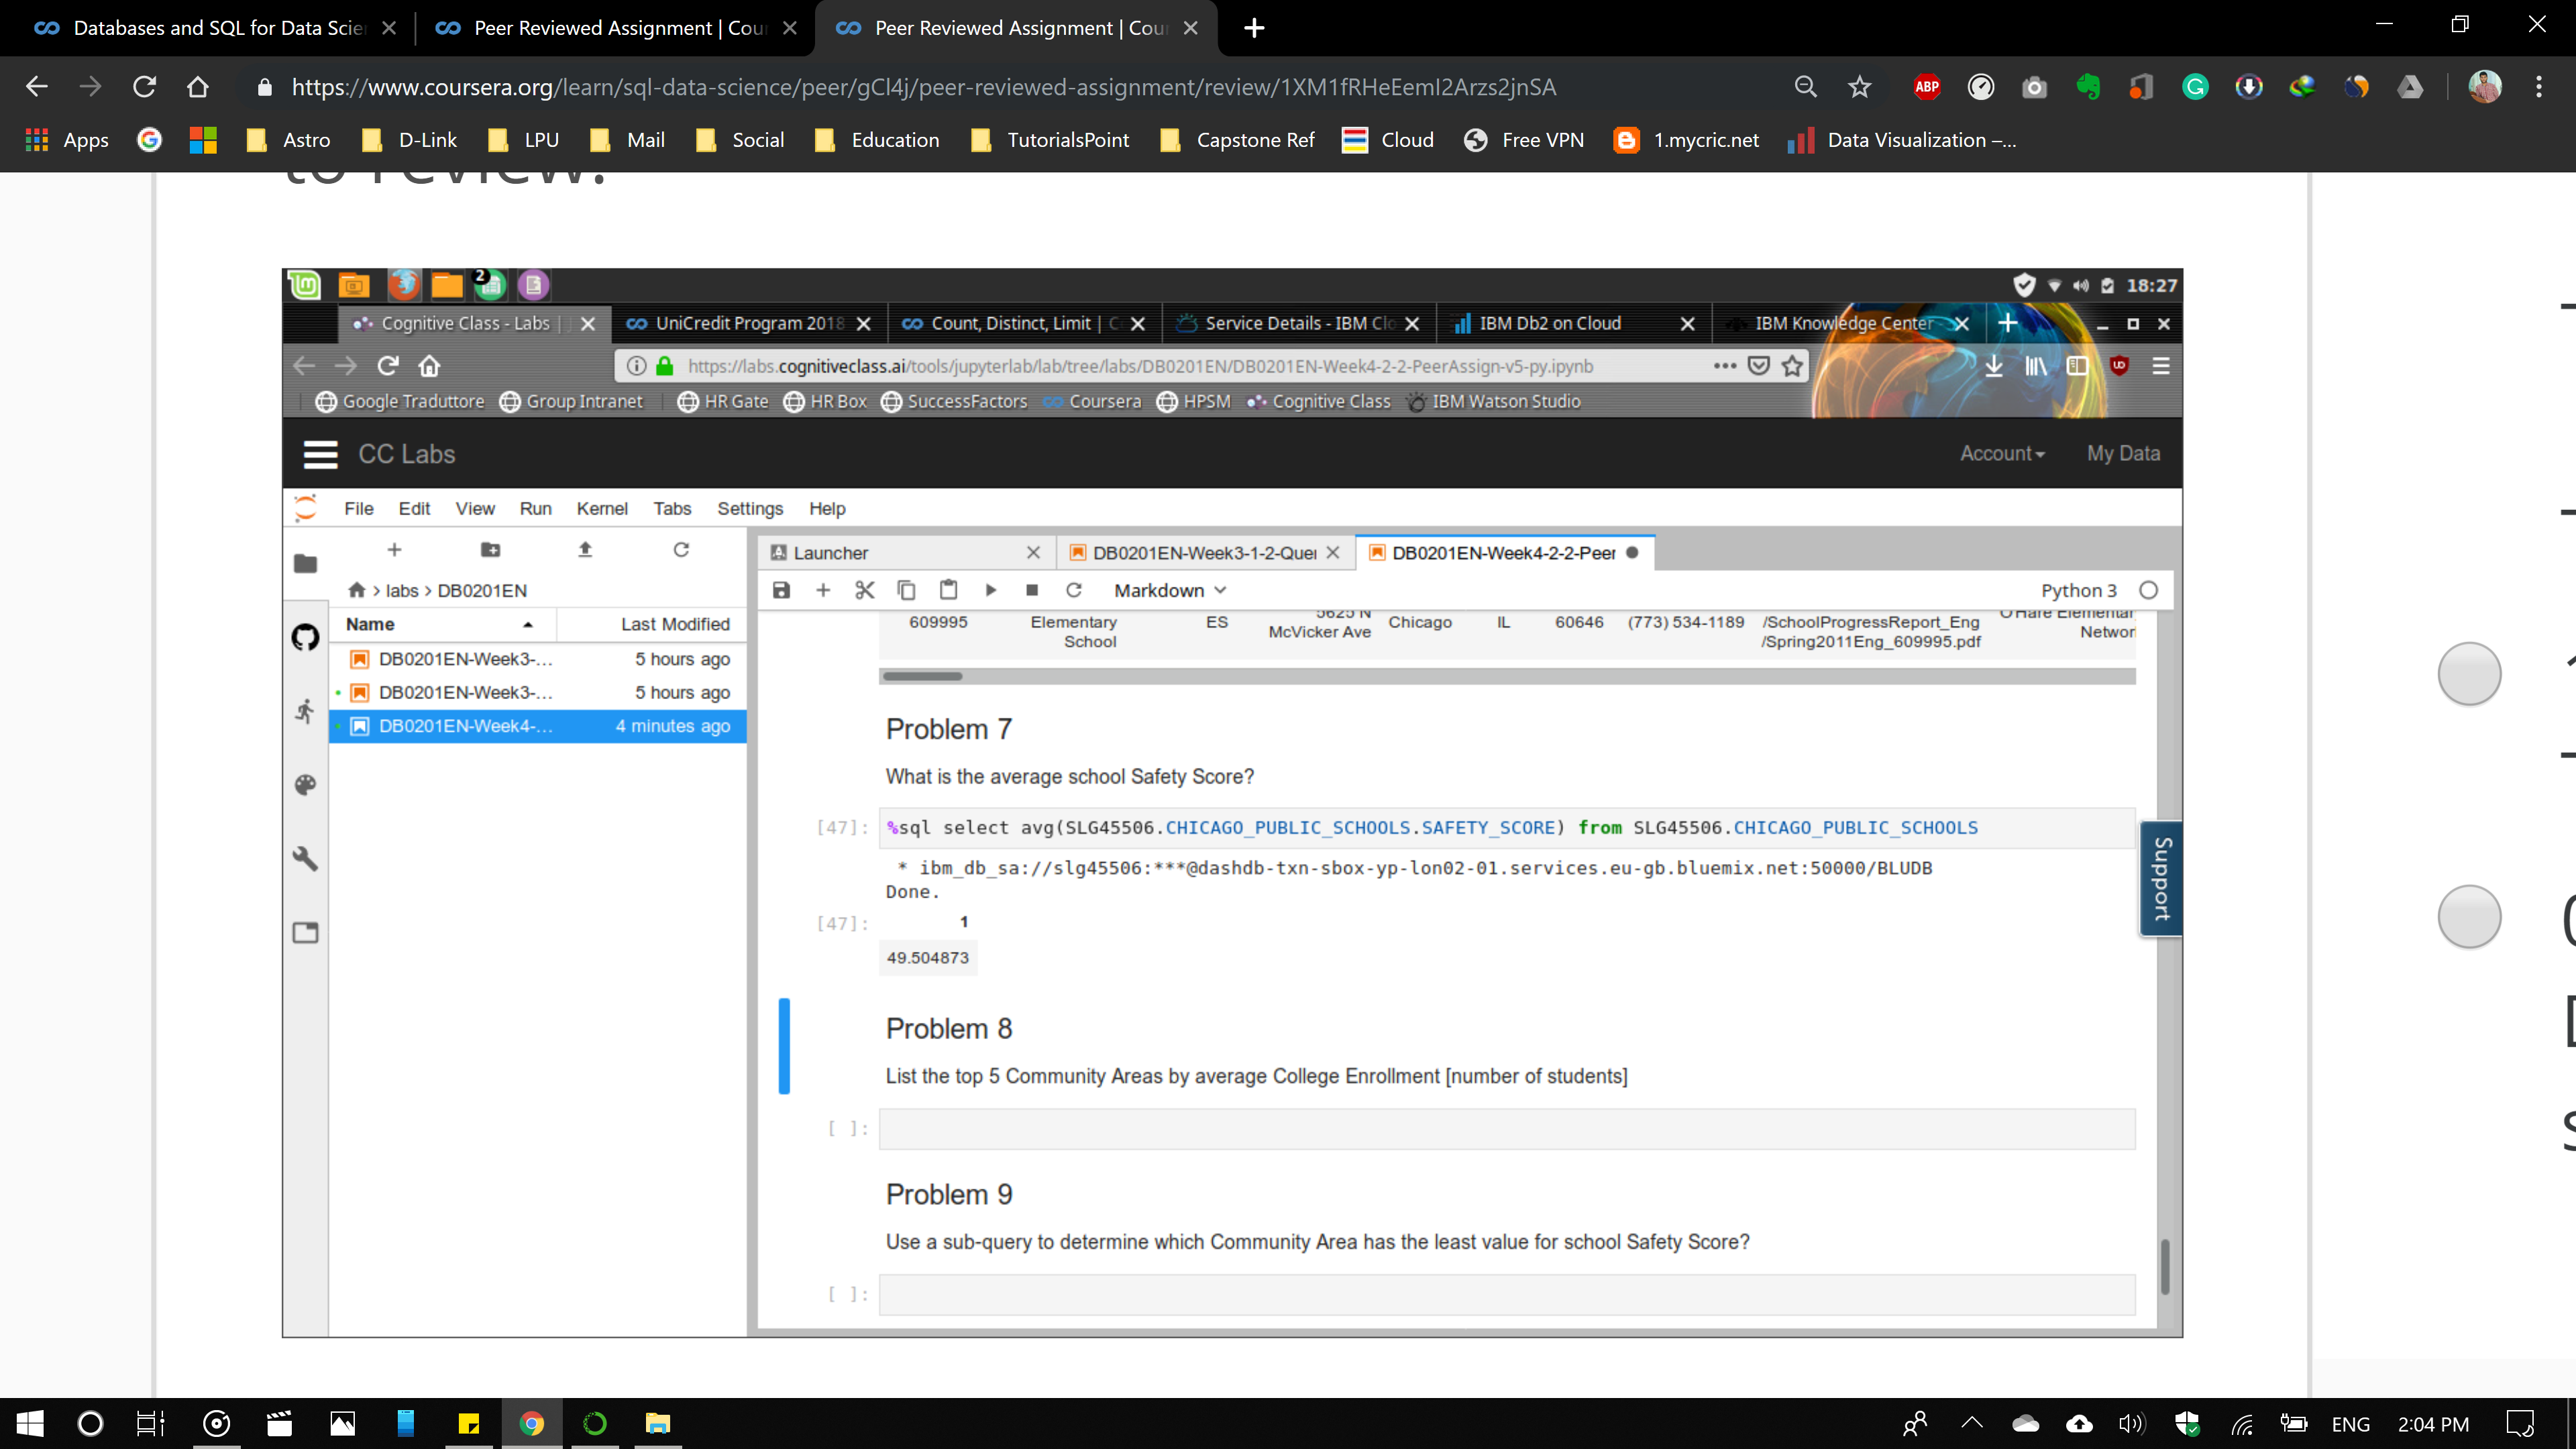 Databases and SQL for Data Scie
Peer Reviewed Assignment | Cour
Peer Reviewed Assignment | Cour
https://www.coursera.org/learn/sql-data-science/peer/gCl4j/peer-reviewed-assignment/review/1XM1fRHeEemI2Arzs2jnSA
ABP
Apps
Astro
D-Link
LPU
Mail
Social
Education
TutorialsPoint
Capstone Ref
Cloud
Free VPN
1.mycric.net
Data Visualization –...
to review.
2
18:27
Cognitive Class - Labs |
UniCredit Program 2018
Count, Distinct, Limit | C
Service Details - IBM Clo
IBM Db2 on Cloud
IBM Knowledge Center -
https://labs.cognitiveclass.ai/tools/jupyterlab/lab/tree/labs/DB0201EN/DB0201EN-Week4-2-2-PeerAssign-v5-py.ipynb
Google Traduttore
Group Intranet
HR Gate
HR Box
SuccessFactors
Coursera
HPSM
Cognitive Class
IBM Watson Studio
CC Labs
Account
My Data
File Edit View Run Kernel Tabs Settings Help
Launcher
DB0201EN-Week3-1-2-Quer
DB0201EN-Week4-2-2-Peer
> labs > DB0201EN
Markdown
Python 3
Name
Last Modified
DB0201EN-Week3-... 5 hours ago
DB0201EN-Week3-... 5 hours ago
DB0201EN-Week4-... 4 minutes ago
609995
Elementary
School
ES
5625 N
McVicker Ave
Chicago
IL
60646
(773) 534-1189
/SchoolProgressReport_Eng
/Spring2011Eng_609995.pdf
O'Hare Elementar
Networ
Problem 7
What is the average school Safety Score?
[47]: %sql select avg(SLG45506.CHICAGO_PUBLIC_SCHOOLS.SAFETY_SCORE) from SLG45506.CHICAGO_PUBLIC_SCHOOLS
* ibm_db_sa://slg45506:***@dashdb-txn-sbox-yp-lon02-01.services.eu-gb.bluemix.net:50000/BLUDB
Done.
[47]: 1
49.504873
Support
Problem 8
List the top 5 Community Areas by average College Enrollment [number of students]
[ ]:
Problem 9
Use a sub-query to determine which Community Area has the least value for school Safety Score?
[ ]:
ENG
2:04 PM